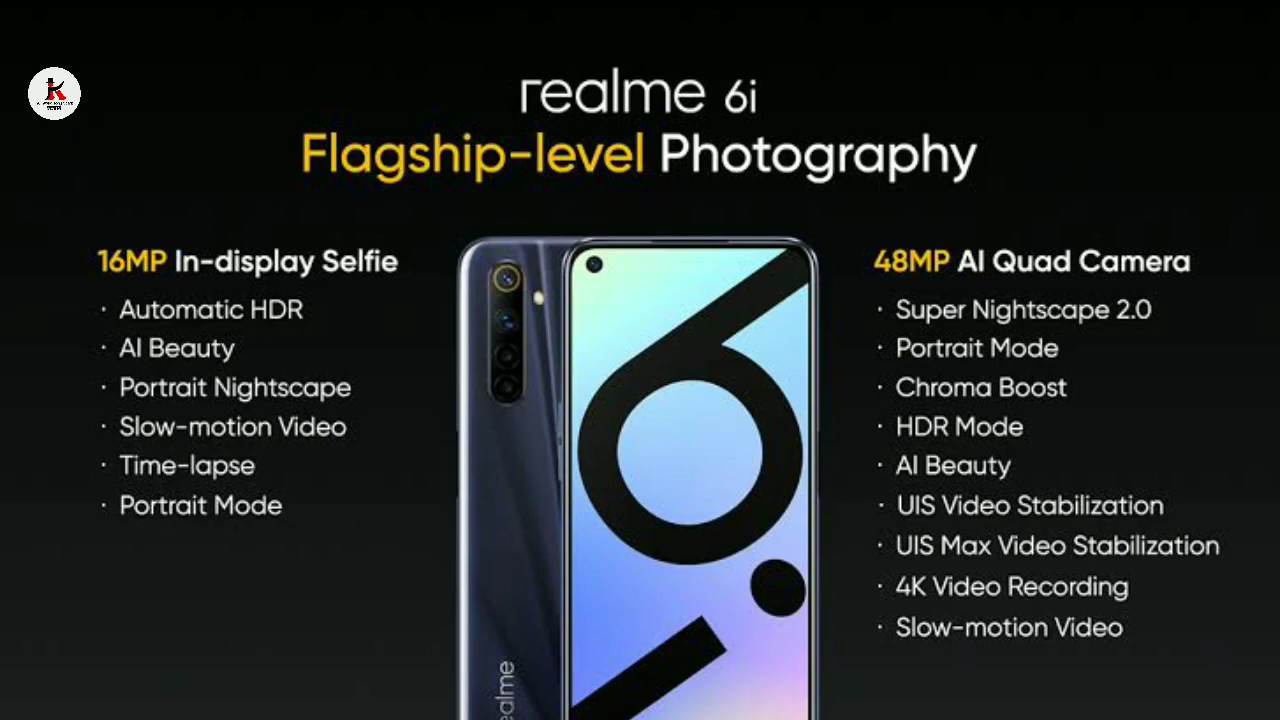 realme 6i
Flagship-level Photography
16MP In-display Selfie
· Automatic HDR
· AI Beauty
· Portrait Nightscape
· Slow-motion Video
· Time-lapse
· Portrait Mode
48MP AI Quad Camera
· Super Nightscape 2.0
· Portrait Mode
· Chroma Boost
· HDR Mode
· AI Beauty
· UIS Video Stabilization
· UIS Max Video Stabilization
· 4K Video Recording
· Slow-motion Video
6i
ealme